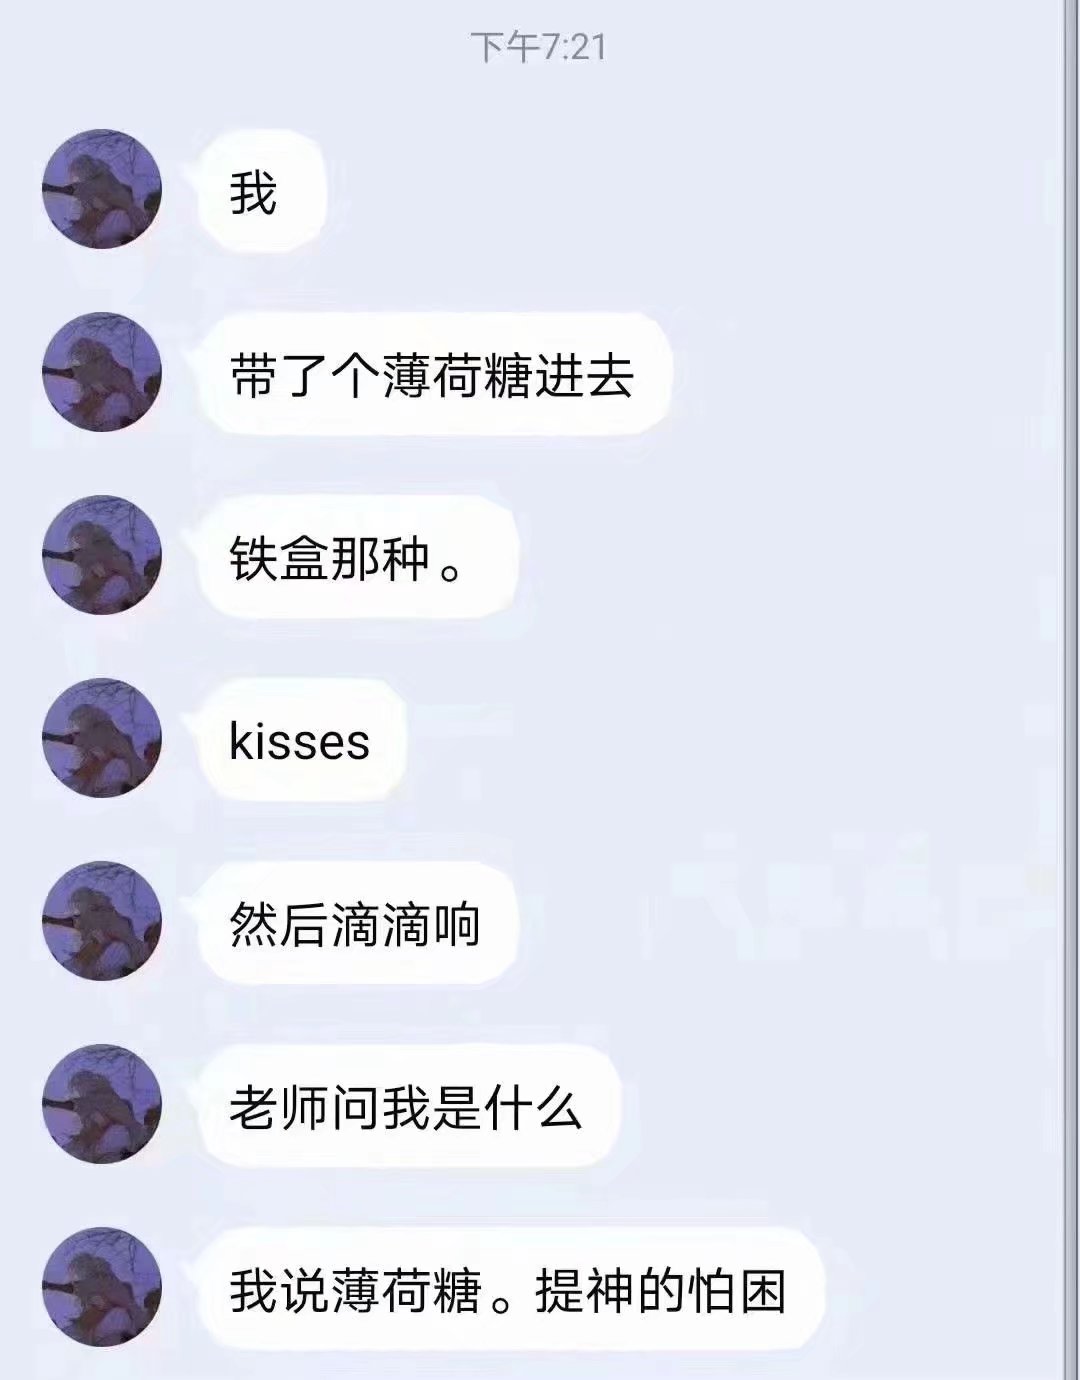 下午7:21
我
带了个薄荷糖进去
铁盒那种。
kisses
然后滴滴响
老师问我是什么
我说薄荷糖。提神的怕困